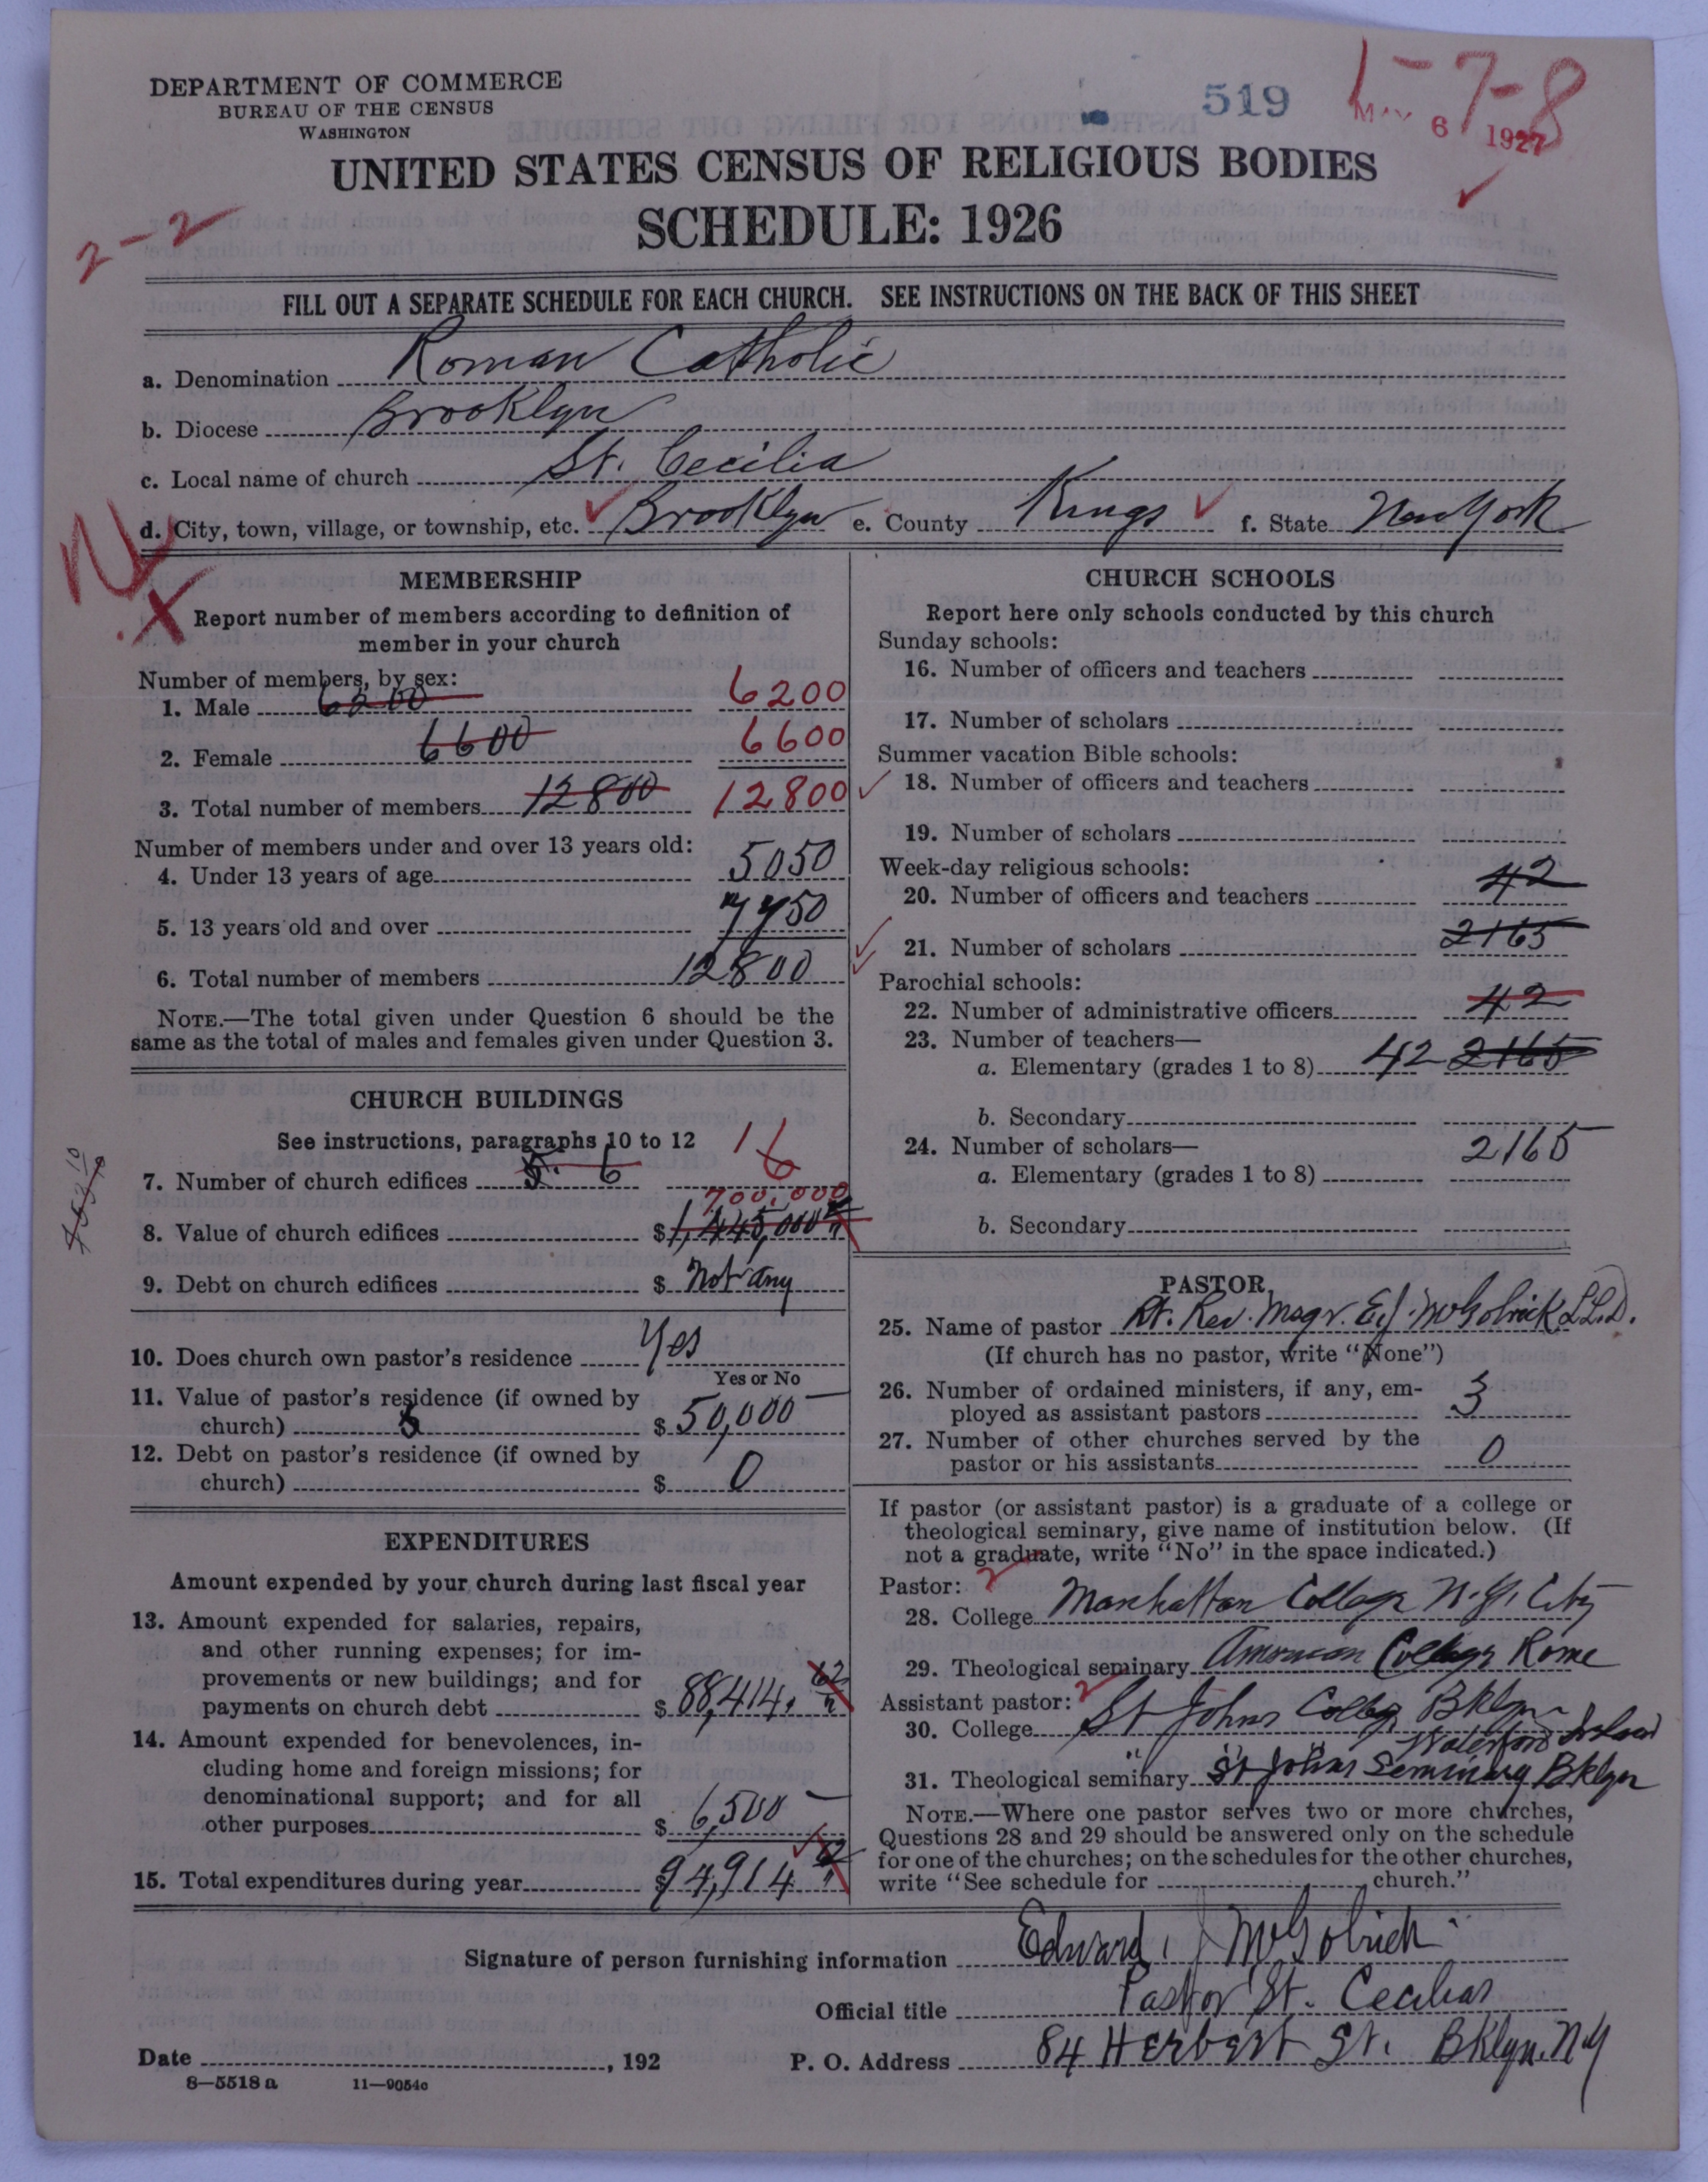 DEPARTMENT OF COMMERCE
BUREAU OF THE CENSUS
WASHINGTON
519
1-7-8
MAY 6 1927
UNITED STATES CENSUS OF RELIGIOUS BODIES
SCHEDULE: 1926
2-2
FILL OUT A SEPARATE SCHEDULE FOR EACH CHURCH. SEE INSTRUCTIONS ON THE BACK OF THIS SHEET
a. Denomination Roman Catholic
b. Diocese Brooklyn
c. Local name of church St. Cecilia
d. City, town, village, or township, etc. Brooklyn e. County Kings f. State New York
MEMBERSHIP
Report number of members according to definition of
member in your church
Number of members, by sex:
1. Male 6200 6200
2. Female 6600 6600
3. Total number of members 12800 12800
Number of members under and over 13 years old:
4. Under 13 years of age 5050
5. 13 years old and over 7750
6. Total number of members 12800
NOTE.—The total given under Question 6 should be the
same as the total of males and females given under Question 3.
CHURCH BUILDINGS
See instructions, paragraphs 10 to 12
7. Number of church edifices 5. 6 1 6
700,000
8. Value of church edifices $1,445,000
9. Debt on church edifices $ Not any
10. Does church own pastor's residence Yes
Yes or No
11. Value of pastor's residence (if owned by
church) $ 50,000
12. Debt on pastor's residence (if owned by
church) $ 0
EXPENDITURES
Amount expended by your church during last fiscal year
13. Amount expended for salaries, repairs,
and other running expenses; for im-
provements or new buildings; and for
payments on church debt $ 88,414. 62
14. Amount expended for benevolences, in-
cluding home and foreign missions; for
denominational support; and for all
other purposes $ 6,500
15. Total expenditures during year $ 94,914 62
CHURCH SCHOOLS
Report here only schools conducted by this church
Sunday schools:
16. Number of officers and teachers
17. Number of scholars
Summer vacation Bible schools:
18. Number of officers and teachers
19. Number of scholars
Week-day religious schools:
20. Number of officers and teachers 42
21. Number of scholars 2165
Parochial schools:
22. Number of administrative officers 42
23. Number of teachers—
a. Elementary (grades 1 to 8) 42 2165
b. Secondary
24. Number of scholars—
a. Elementary (grades 1 to 8) 2165
b. Secondary
PASTOR
25. Name of pastor Rt. Rev. Msgr. E. J. McGolrick LL.D.
(If church has no pastor, write "None")
26. Number of ordained ministers, if any, em-
ployed as assistant pastors 3
27. Number of other churches served by the
pastor or his assistants 0
If pastor (or assistant pastor) is a graduate of a college or
theological seminary, give name of institution below. (If
not a graduate, write "No" in the space indicated.)
Pastor: 2
28. College Manhattan College N.Y. City
29. Theological seminary American College Rome
Assistant pastor: 2
30. College St Johns College Bklyn
Waterford Ireland
31. Theological seminary St Johns Seminary Bklyn
NOTE.—Where one pastor serves two or more churches,
Questions 28 and 29 should be answered only on the schedule
for one of the churches; on the schedules for the other churches,
write "See schedule for church."
Signature of person furnishing information Edward J McGolrick
Official title Pastor St. Cecilias
Date , 192 P. O. Address 84 Herbert St. Bklyn. N Y
8—5518 a 11—9054c